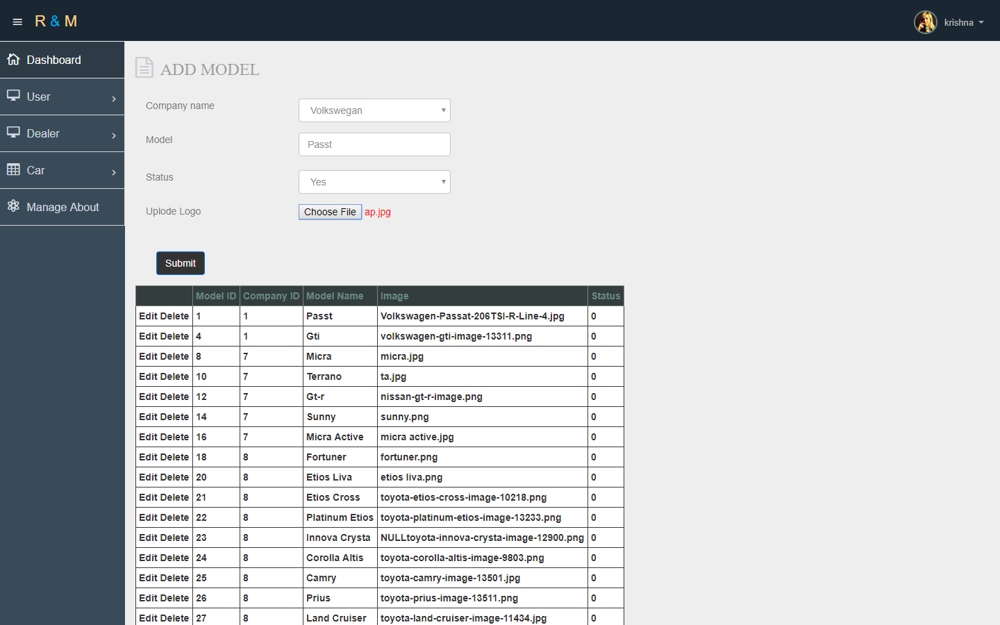 R & M
krishna
Dashboard
User
Dealer
Car
Manage About
ADD MODEL
Company name
Volkswegan
Model
Passt
Status
Yes
Uplode Logo
Choose File ap.jpg
Submit
Model ID Company ID Model Name Image Status
Edit Delete 1 1 Passt Volkswagen-Passat-206TSI-R-Line-4.jpg 0
Edit Delete 4 1 Gti volkswagen-gti-image-13311.png 0
Edit Delete 8 7 Micra micra.jpg 0
Edit Delete 10 7 Terrano ta.jpg 0
Edit Delete 12 7 Gt-r nissan-gt-r-image.png 0
Edit Delete 14 7 Sunny sunny.png 0
Edit Delete 16 7 Micra Active micra active.jpg 0
Edit Delete 18 8 Fortuner fortuner.png 0
Edit Delete 20 8 Etios Liva etios liva.png 0
Edit Delete 21 8 Etios Cross toyota-etios-cross-image-10218.png 0
Edit Delete 22 8 Platinum Etios toyota-platinum-etios-image-13233.png 0
Edit Delete 23 8 Innova Crysta NULLtoyota-innova-crysta-image-12900.png 0
Edit Delete 24 8 Corolla Altis toyota-corolla-altis-image-9803.png 0
Edit Delete 25 8 Camry toyota-camry-image-13501.jpg 0
Edit Delete 26 8 Prius toyota-prius-image-13511.png 0
Edit Delete 27 8 Land Cruiser toyota-land-cruiser-image-11434.jpg 0